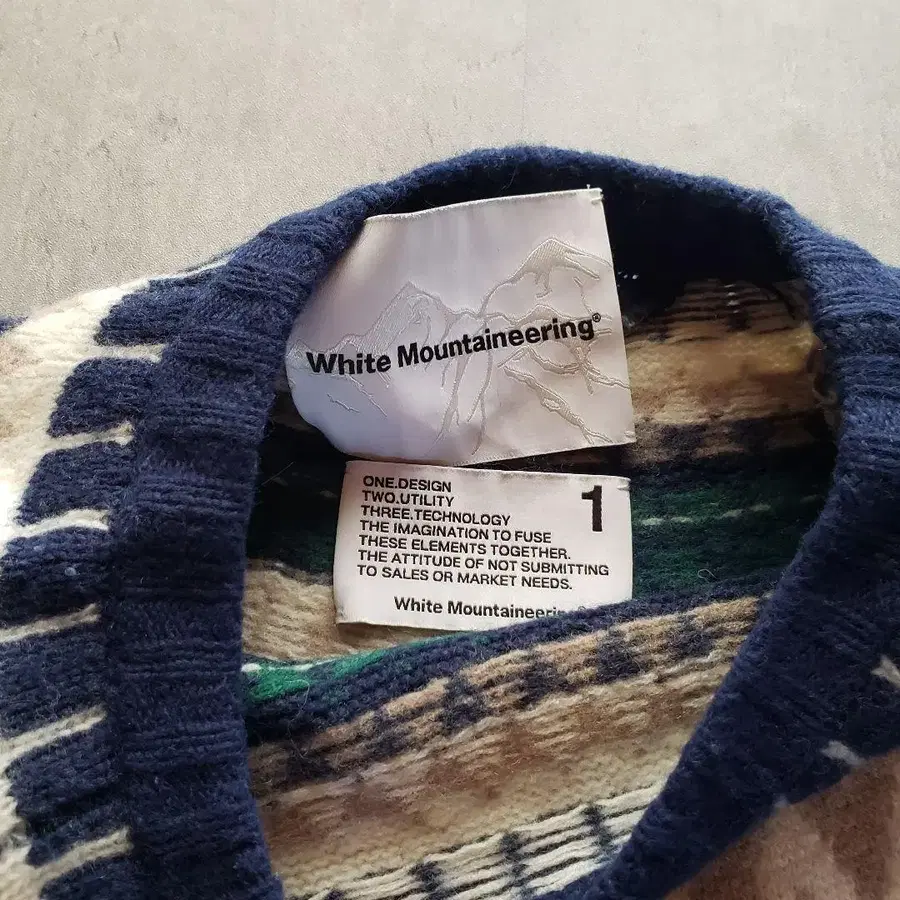 White Mountaineering®
ONE.DESIGN
TWO.UTILITY
THREE.TECHNOLOGY
THE IMAGINATION TO FUSE
THESE ELEMENTS TOGETHER.
THE ATTITUDE OF NOT SUBMITTING
TO SALES OR MARKET NEEDS.
1
White Mountaineering®